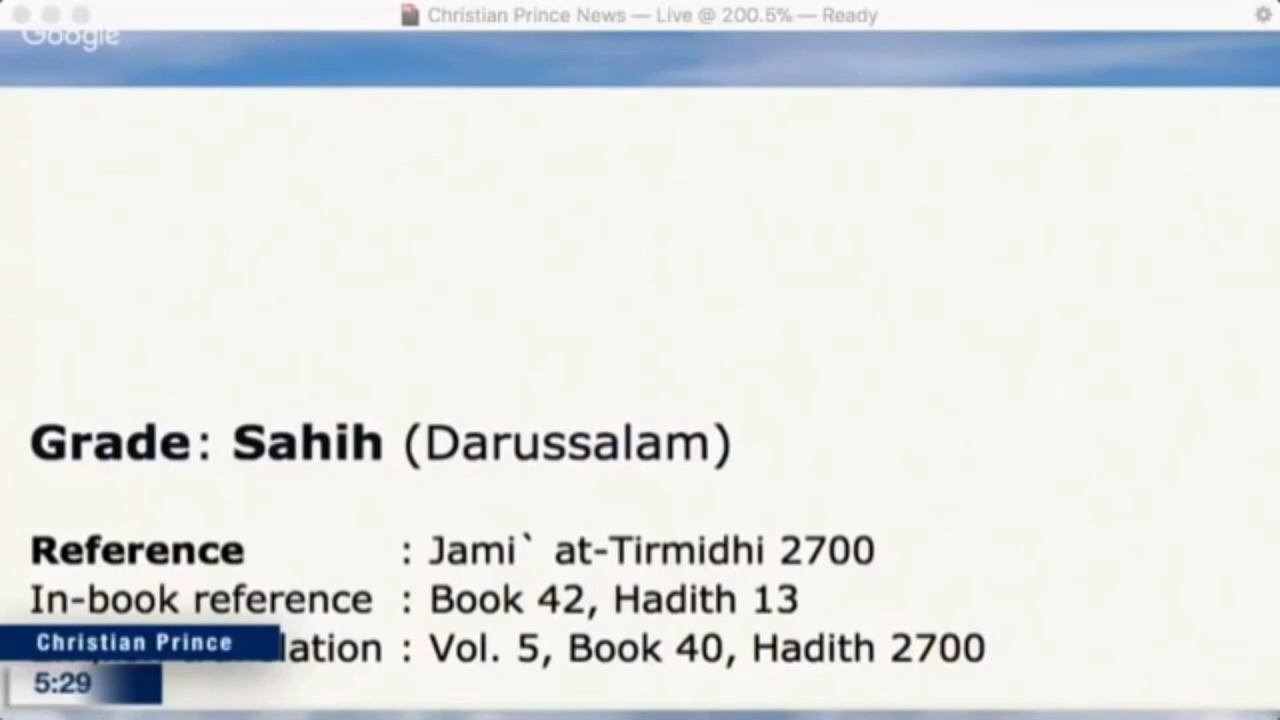 Christian Prince News — Live @ 200.5% — Ready
Google
Grade: Sahih (Darussalam)
Reference : Jami` at-Tirmidhi 2700
In-book reference : Book 42, Hadith 13
: Vol. 5, Book 40, Hadith 2700
Christian Prince
5:29